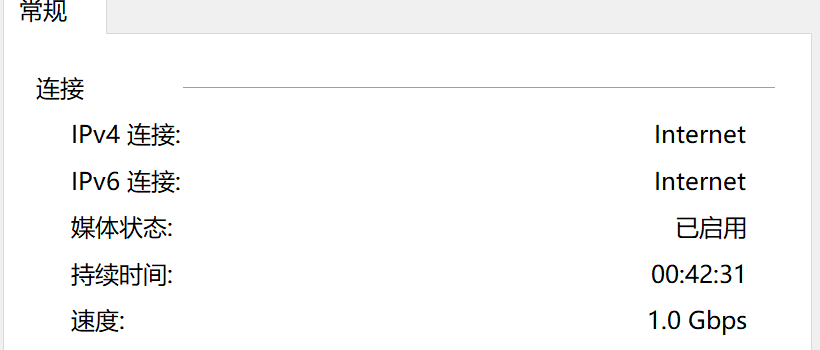 常规
连接
IPv4 连接: Internet
IPv6 连接: Internet
媒体状态: 已启用
持续时间: 00:42:31
速度: 1.0 Gbps